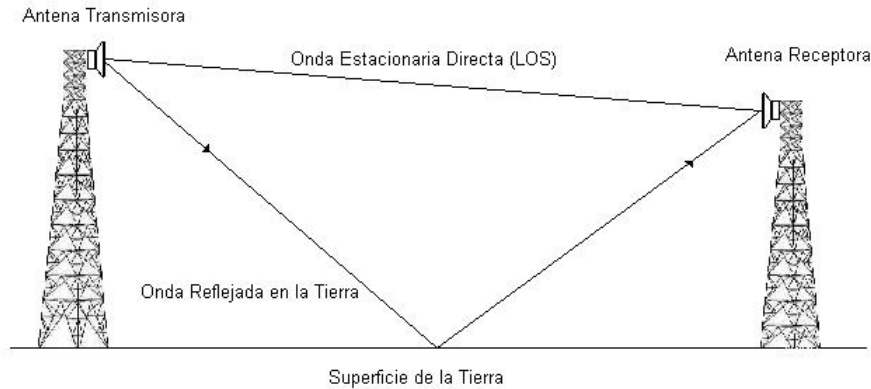 Antena Transmisora
Onda Estacionaria Directa (LOS)
Antena Receptora
Onda Reflejada en la Tierra
Superficie de la Tierra